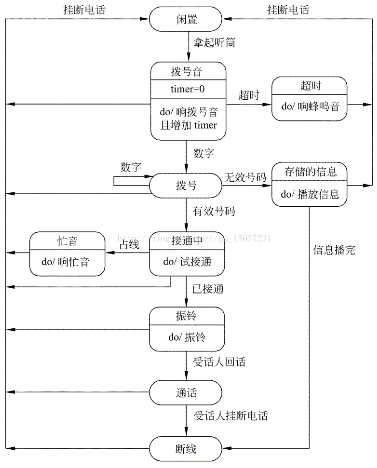 挂断电话
闲置
挂断电话
拿起听筒
拨号音
timer=0
do/ 响拨号音
且增加 timer
超时
超时
do/ 响蜂鸣音
数字
数字
拨号
无效号码
存储的信息
do/ 播放信息
有效号码
忙音
do/ 响忙音
占线
接通中
do/ 试接通
信息播完
已接通
振铃
do/ 振铃
受话人回话
通话
受话人挂断电话
断线